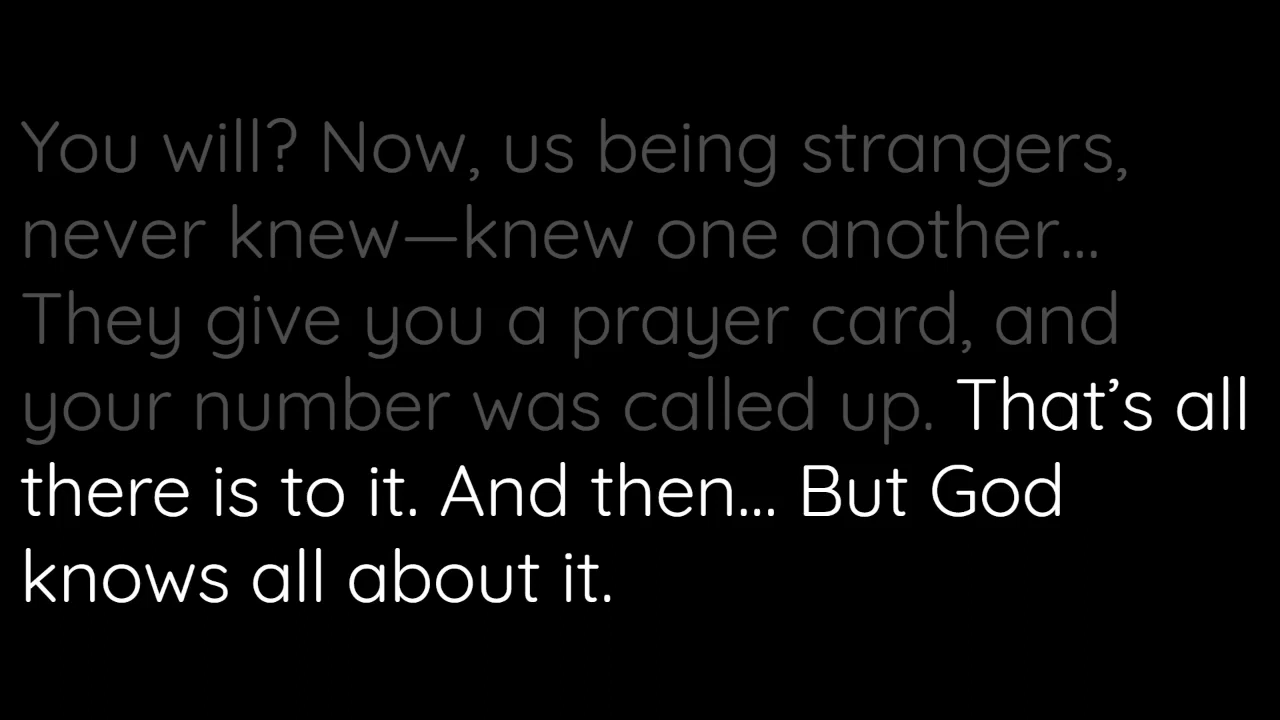 You will? Now, us being strangers,
never knew—knew one another...
They give you a prayer card, and
your number was called up. That’s all
there is to it. And then... But God
knows all about it.